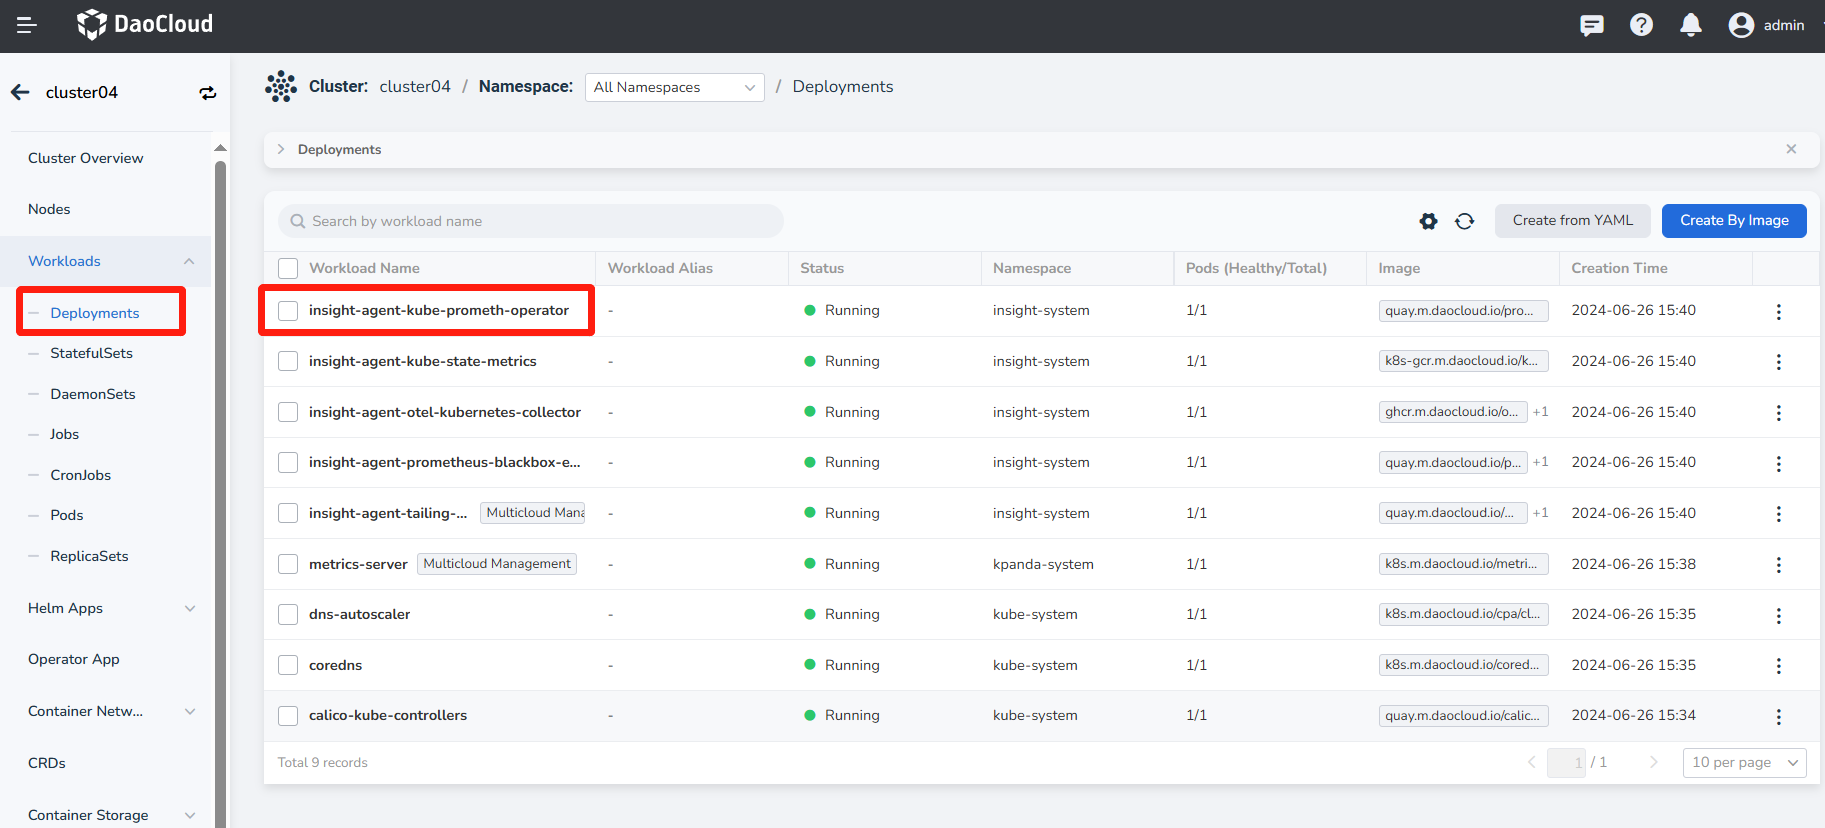 DaoCloud
admin
cluster04
Cluster: cluster04 / Namespace: All Namespaces / Deployments
Cluster Overview
Nodes
Workloads
Deployments
StatefulSets
DaemonSets
Jobs
CronJobs
Pods
ReplicaSets
Helm Apps
Operator App
Container Netw...
CRDs
Container Storage
Deployments
Search by workload name
Create from YAML
Create By Image
Workload Name Workload Alias Status Namespace Pods (Healthy/Total) Image Creation Time
insight-agent-kube-prometh-operator - Running insight-system 1/1 quay.m.daocloud.io/pro... 2024-06-26 15:40
insight-agent-kube-state-metrics - Running insight-system 1/1 k8s-gcr.m.daocloud.io/k... 2024-06-26 15:40
insight-agent-otel-kubernetes-collector - Running insight-system 1/1 ghcr.m.daocloud.io/o... +1 2024-06-26 15:40
insight-agent-prometheus-blackbox-e... - Running insight-system 1/1 quay.m.daocloud.io/p... +1 2024-06-26 15:40
insight-agent-tailing-... Multicloud Mana - Running insight-system 1/1 quay.m.daocloud.io/... +1 2024-06-26 15:40
metrics-server Multicloud Management - Running kpanda-system 1/1 k8s.m.daocloud.io/metri... 2024-06-26 15:38
dns-autoscaler - Running kube-system 1/1 k8s.m.daocloud.io/cpa/cl... 2024-06-26 15:35
coredns - Running kube-system 1/1 k8s.m.daocloud.io/cored... 2024-06-26 15:35
calico-kube-controllers - Running kube-system 1/1 quay.m.daocloud.io/calic... 2024-06-26 15:34
Total 9 records
1 / 1
10 per page